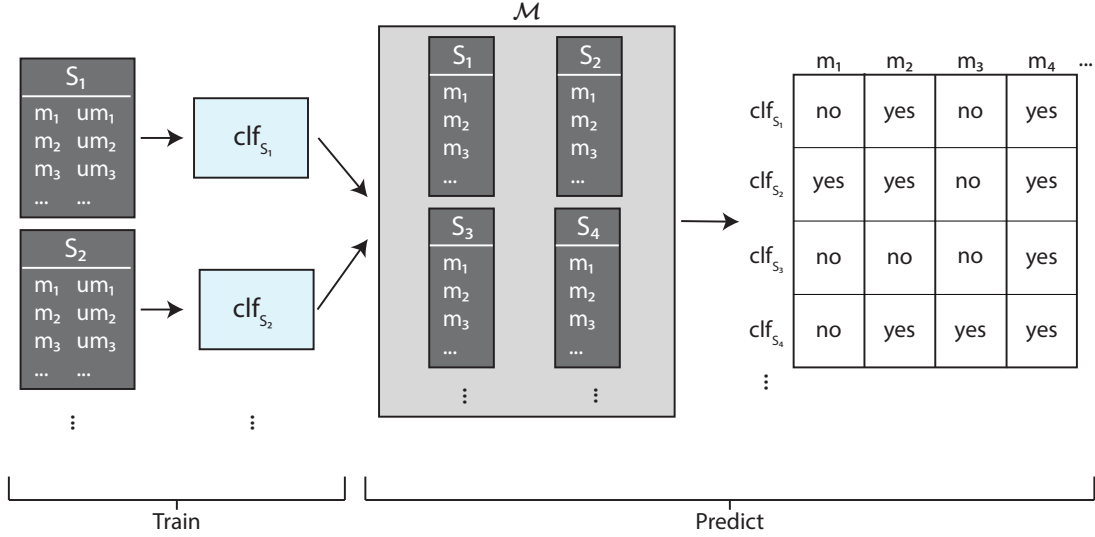 ℳ
S₁
m₁ um₁
m₂ um₂
m₃ um₃
... ...
S₂
m₁ um₁
m₂ um₂
m₃ um₃
... ...
⋮
clf_S₁
clf_S₂
⋮
S₁
m₁
m₂
m₃
...
S₂
m₁
m₂
m₃
...
S₃
m₁
m₂
m₃
...
S₄
m₁
m₂
m₃
...
⋮ ⋮
m₁ m₂ m₃ m₄ ...
clf_S₁ no yes no yes
clf_S₂ yes yes no yes
clf_S₃ no no no yes
clf_S₄ no yes yes yes
⋮
Train
Predict